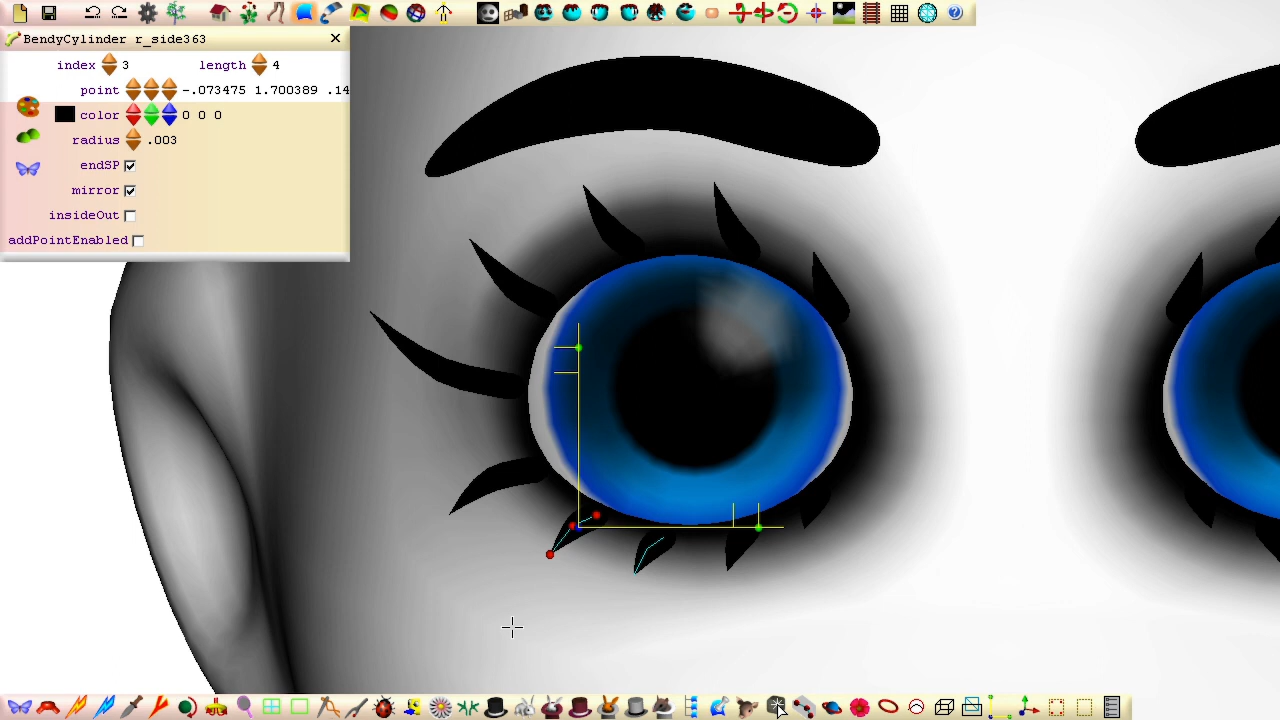 BendyCylinder r_side363
index 3 length 4
point -.073475 1.700389 .14
color 0 0 0
radius .003
endSP
mirror
insideOut
addPointEnabled